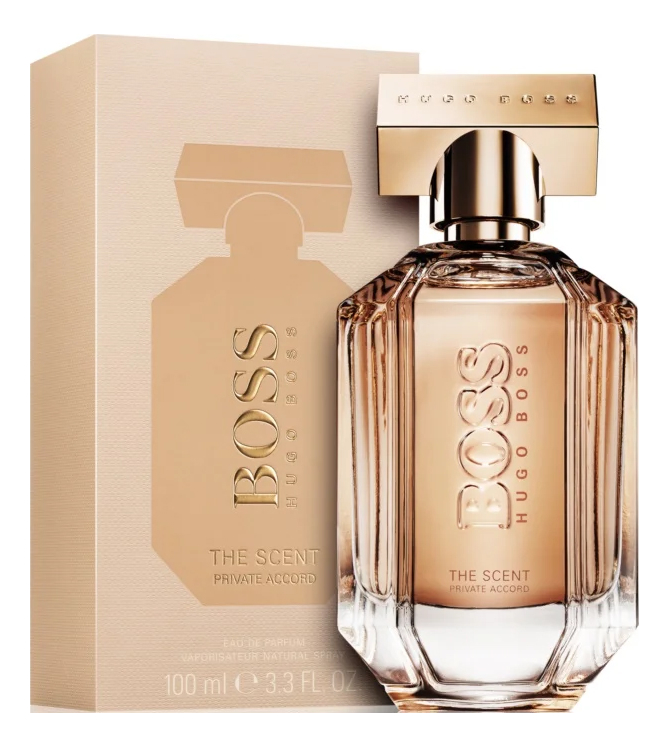 BOSS
HUGO BOSS
THE SCENT
PRIVATE ACCORD
EAU DE PARFUM
VAPORISATEUR NATURAL SPRAY
100 ml ℮ 3.3 FL. OZ.
HUGO BOSS
BOSS
HUGO BOSS
THE SCENT
PRIVATE ACCORD